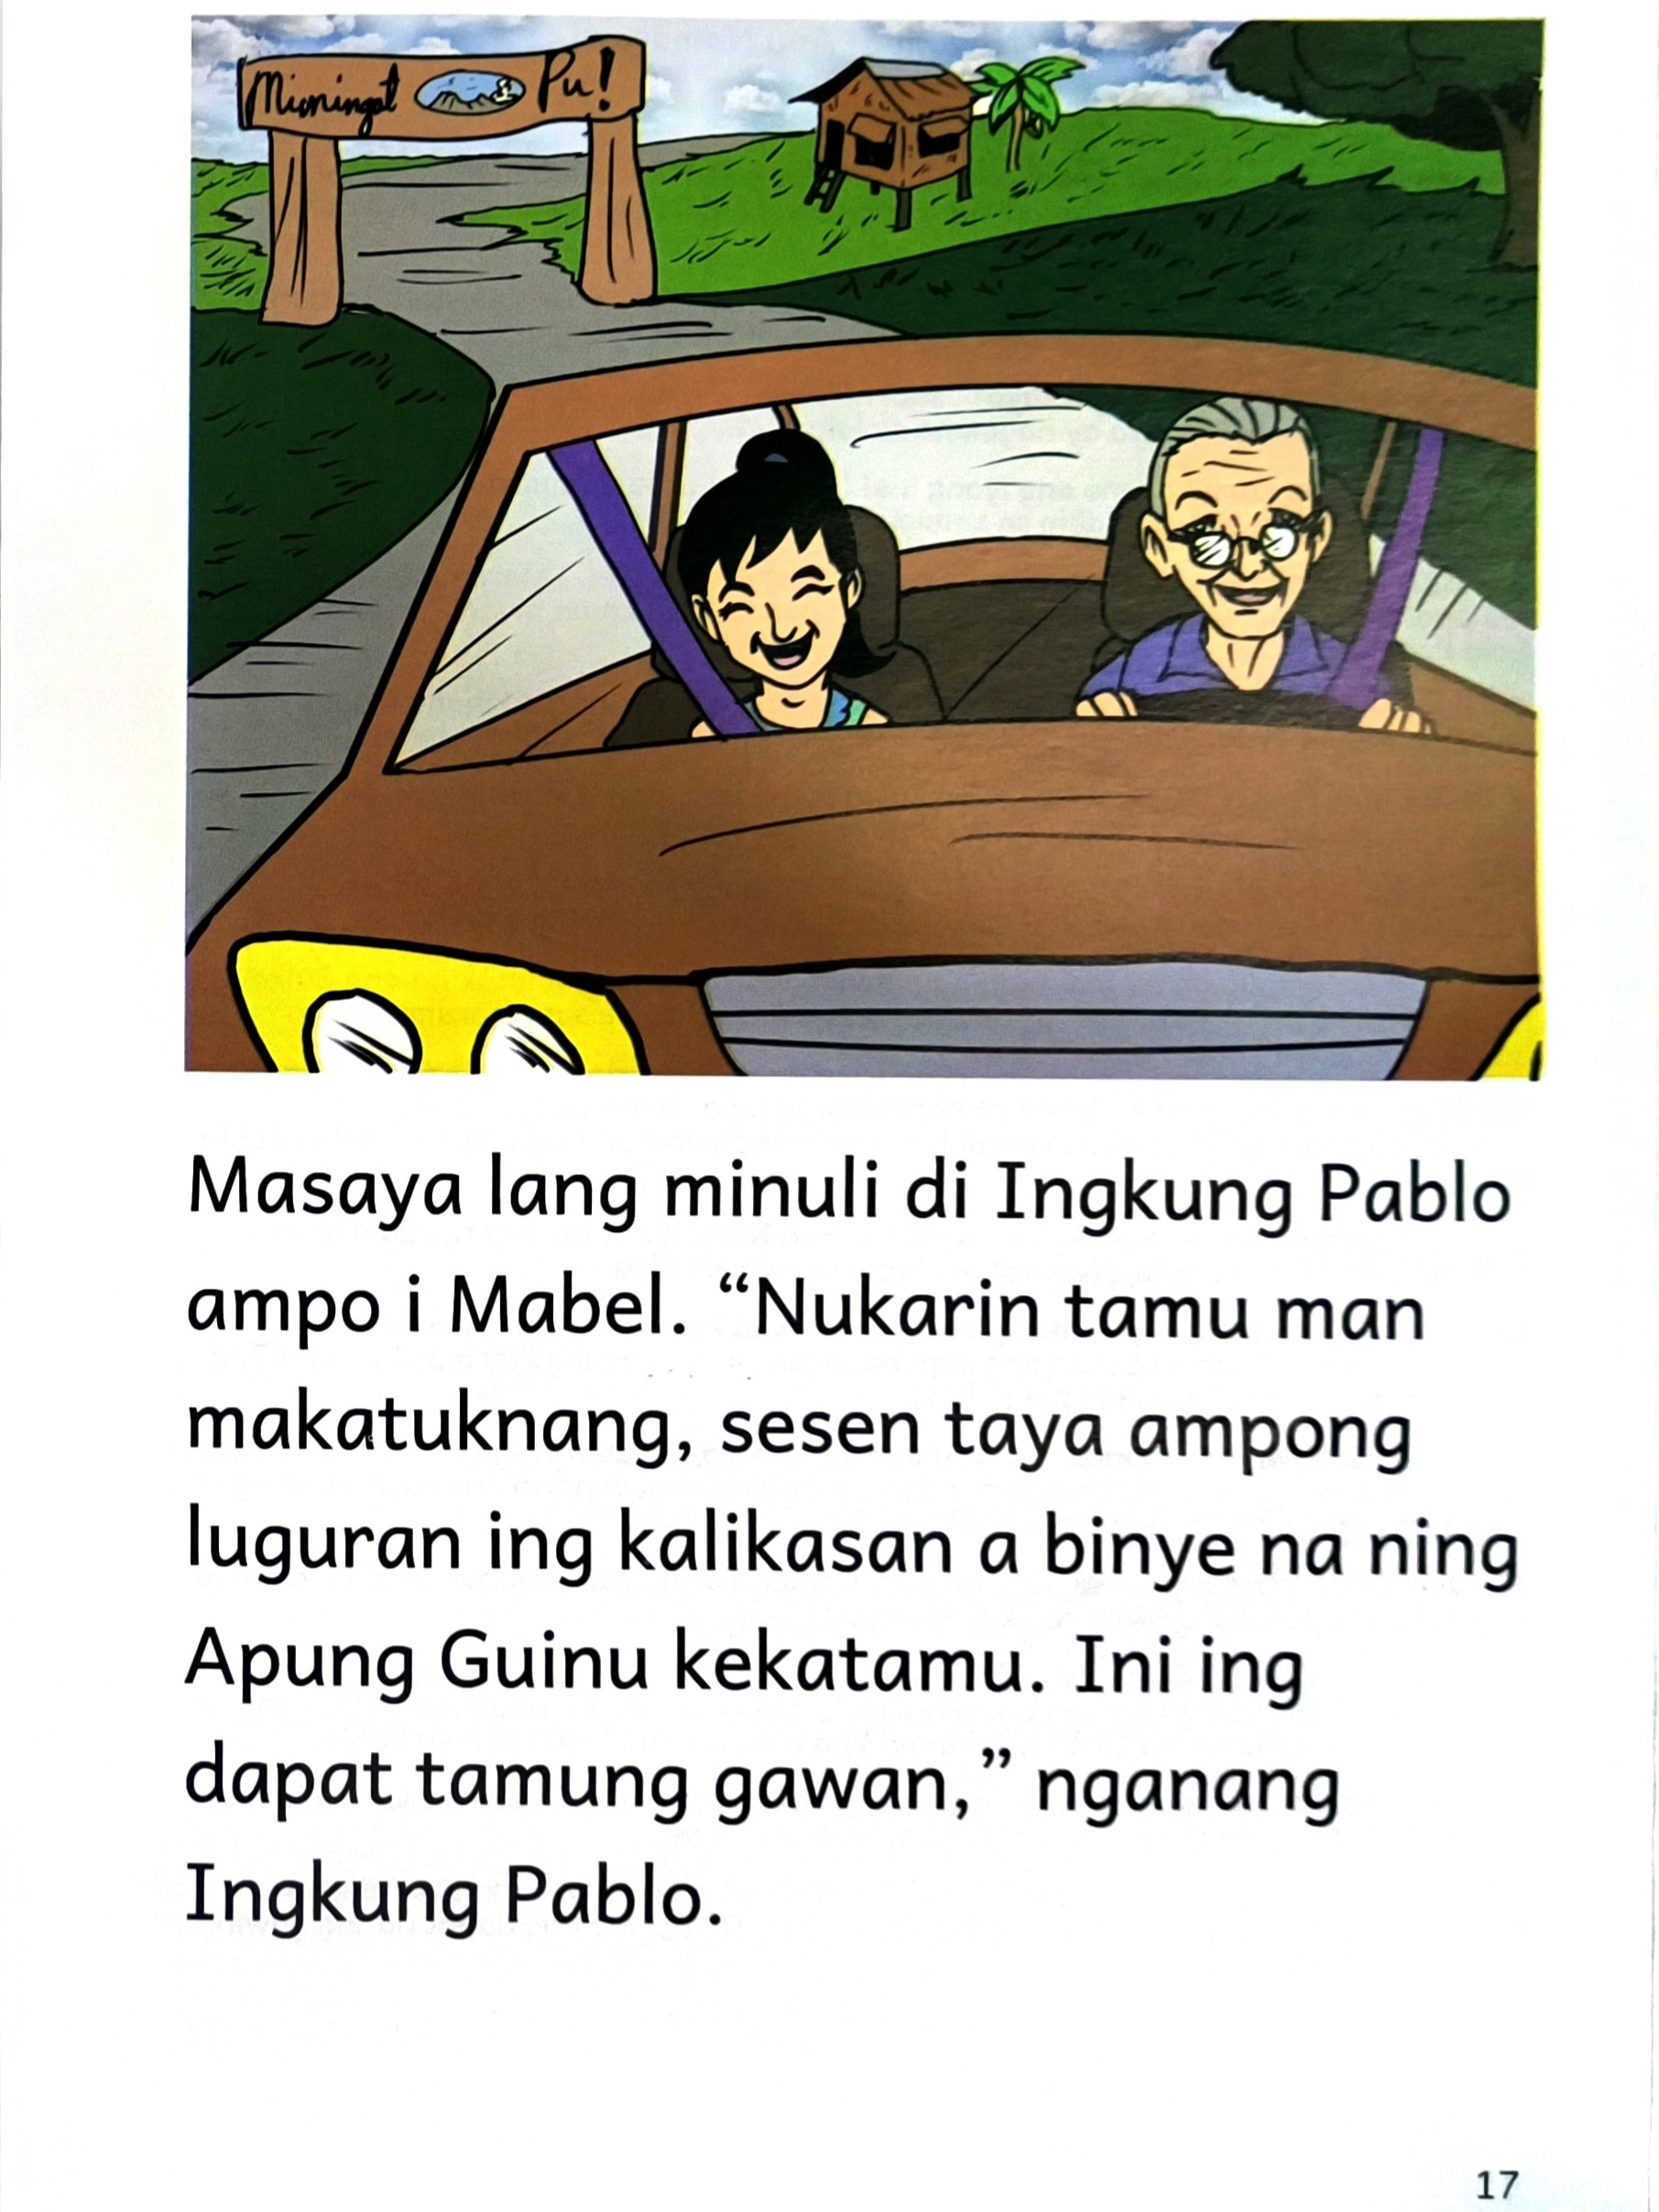 Miningat Pu!
Masaya lang minuli di Ingkung Pablo
ampo i Mabel. “Nukarin tamu man
makatuknang, sesen taya ampong
luguran ing kalikasan a binye na ning
Apung Guinu kekatamu. Ini ing
dapat tamung gawan,” nganang
Ingkung Pablo.
17